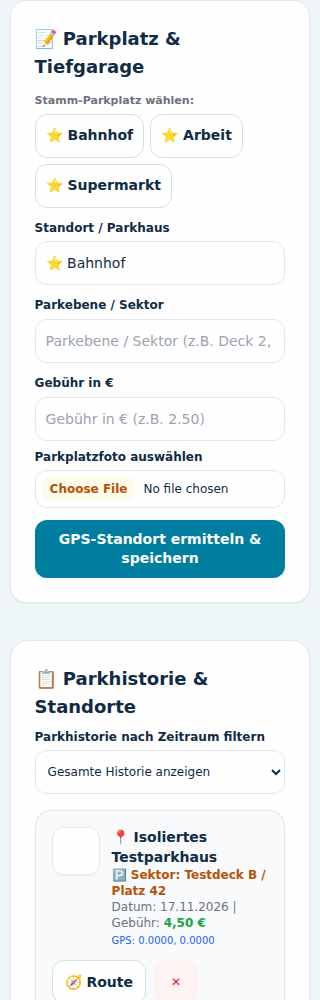 📝 Parkplatz &
Tiefgarage
Stamm-Parkplatz wählen:
⭐ Bahnhof ⭐ Arbeit
⭐ Supermarkt
Standort / Parkhaus
⭐ Bahnhof
Parkebene / Sektor
Parkebene / Sektor (z.B. Deck 2,
Gebühr in €
Gebühr in € (z.B. 2.50)
Parkplatzfoto auswählen
Choose File No file chosen
GPS-Standort ermitteln &
speichern
📋 Parkhistorie &
Standorte
Parkhistorie nach Zeitraum filtern
Gesamte Historie anzeigen
📍 Isoliertes
Testparkhaus
🅿️ Sektor: Testdeck B /
Platz 42
Datum: 17.11.2026 |
Gebühr: 4,50 €
GPS: 0.0000, 0.0000
🧭 Route ✕